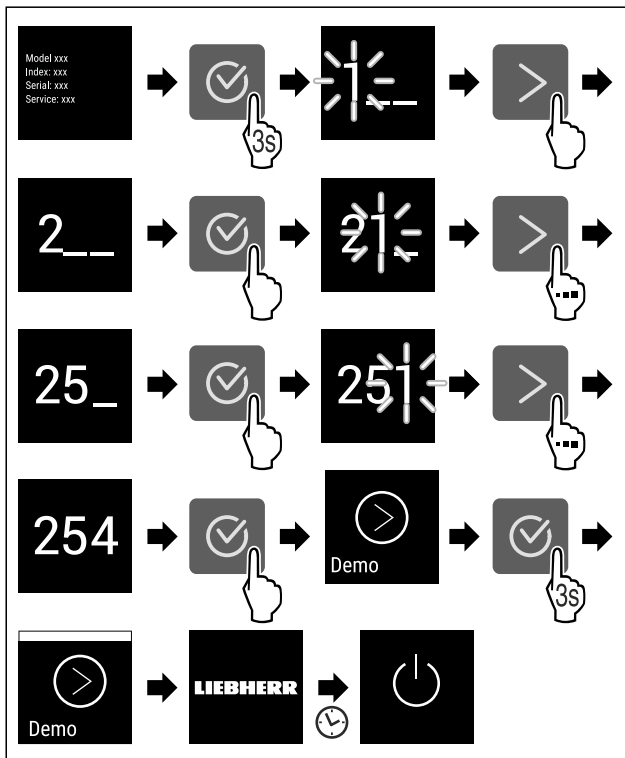 Model xxx
Index: xxx
Serial: xxx
Service: xxx
3s
1__
2__
21_
25_
251
254
Demo
3s
Demo
LIEBHERR